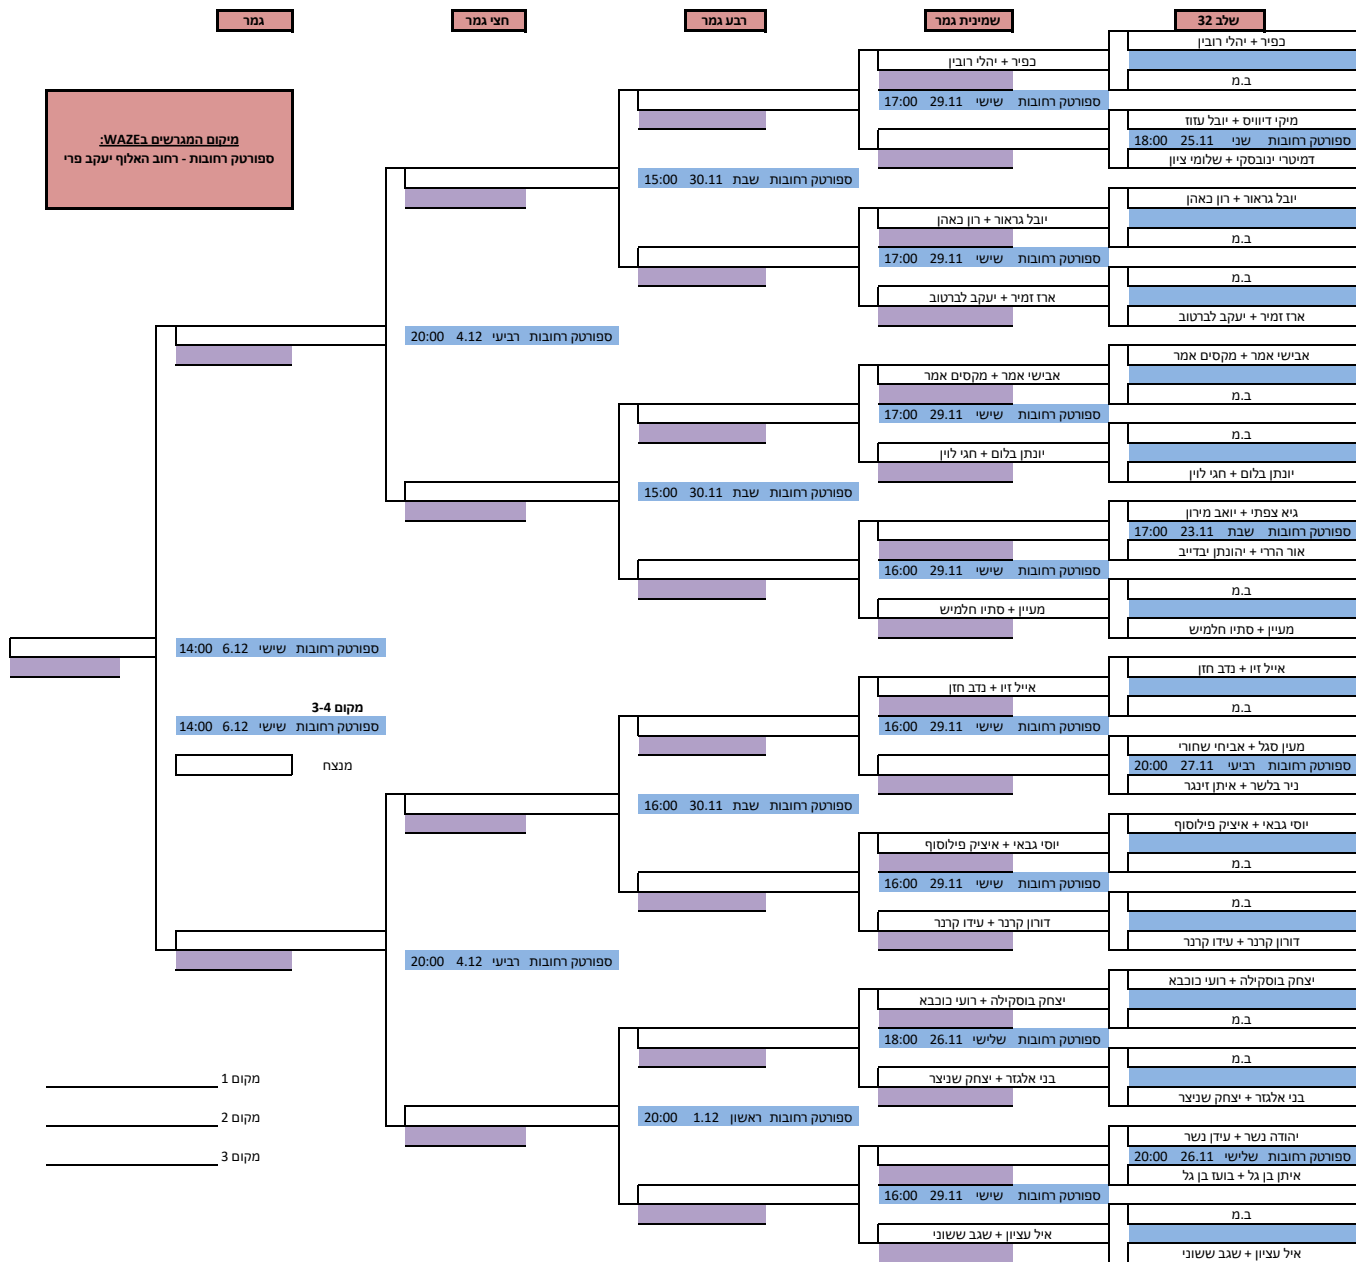 שלב 32
שמינית גמר
רבע גמר
חצי גמר
גמר
כפיר + יהלי רובין
ב.מ
מיקי דיוויס + יובל עזוז
ספורטק רחובות שני 25.11 18:00
דמיטרי ינובסקי + שלומי ציון
יובל גראור + רון כאהן
ב.מ
ב.מ
ארז זמיר + יעקב לברטוב
אבישי אמר + מקסים אמר
ב.מ
ב.מ
יונתן בלום + חגי לוין
גיא צפתי + יואב מירון
ספורטק רחובות שבת 23.11 17:00
אור הררי + יהונתן יבדייב
ב.מ
מעיין + סתיו חלמיש
אייל זיו + נדב חזן
ב.מ
מעין סגל + אביחי שחורי
ספורטק רחובות רביעי 27.11 20:00
ניר בלשר + איתן זינגר
יוסי גבאי + איציק פילוסוף
ב.מ
ב.מ
דורון קרנר + עידו קרנר
יצחק בוסקילה + רועי כוכבא
ב.מ
ב.מ
בני אלגזר + יצחק שניצר
יהודה נשר + עידן נשר
ספורטק רחובות שלישי 26.11 20:00
איתן בן גל + בועז בן גל
ב.מ
איל עציון + שגב ששוני
כפיר + יהלי רובין
ספורטק רחובות שישי 29.11 17:00
יובל גראור + רון כאהן
ספורטק רחובות שישי 29.11 17:00
ארז זמיר + יעקב לברטוב
אבישי אמר + מקסים אמר
ספורטק רחובות שישי 29.11 17:00
יונתן בלום + חגי לוין
ספורטק רחובות שישי 29.11 16:00
מעיין + סתיו חלמיש
אייל זיו + נדב חזן
ספורטק רחובות שישי 29.11 16:00
יוסי גבאי + איציק פילוסוף
ספורטק רחובות שישי 29.11 16:00
דורון קרנר + עידו קרנר
יצחק בוסקילה + רועי כוכבא
ספורטק רחובות שלישי 26.11 18:00
בני אלגזר + יצחק שניצר
ספורטק רחובות שישי 29.11 16:00
איל עציון + שגב ששוני
ספורטק רחובות שבת 30.11 15:00
ספורטק רחובות שבת 30.11 15:00
ספורטק רחובות שבת 30.11 16:00
ספורטק רחובות ראשון 1.12 20:00
ספורטק רחובות רביעי 4.12 20:00
ספורטק רחובות רביעי 4.12 20:00
מיקום המגרשים בWAZE:
ספורטק רחובות - רחוב האלוף יעקב פרי
ספורטק רחובות שישי 6.12 14:00
מקום 3-4
ספורטק רחובות שישי 6.12 14:00
מנצח
מקום 1
מקום 2
מקום 3